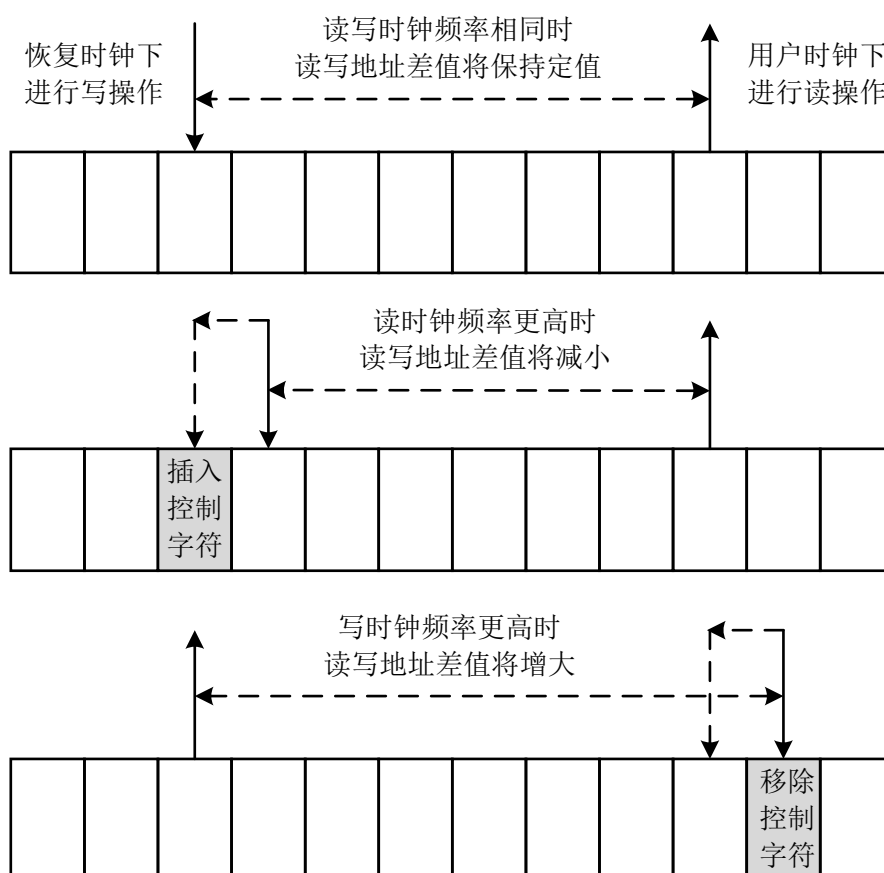 恢复时钟下
进行写操作
读写时钟频率相同时
读写地址差值将保持定值
用户时钟下
进行读操作
读时钟频率更高时
读写地址差值将减小
插入
控制
字符
写时钟频率更高时
读写地址差值将增大
移除
控制
字符